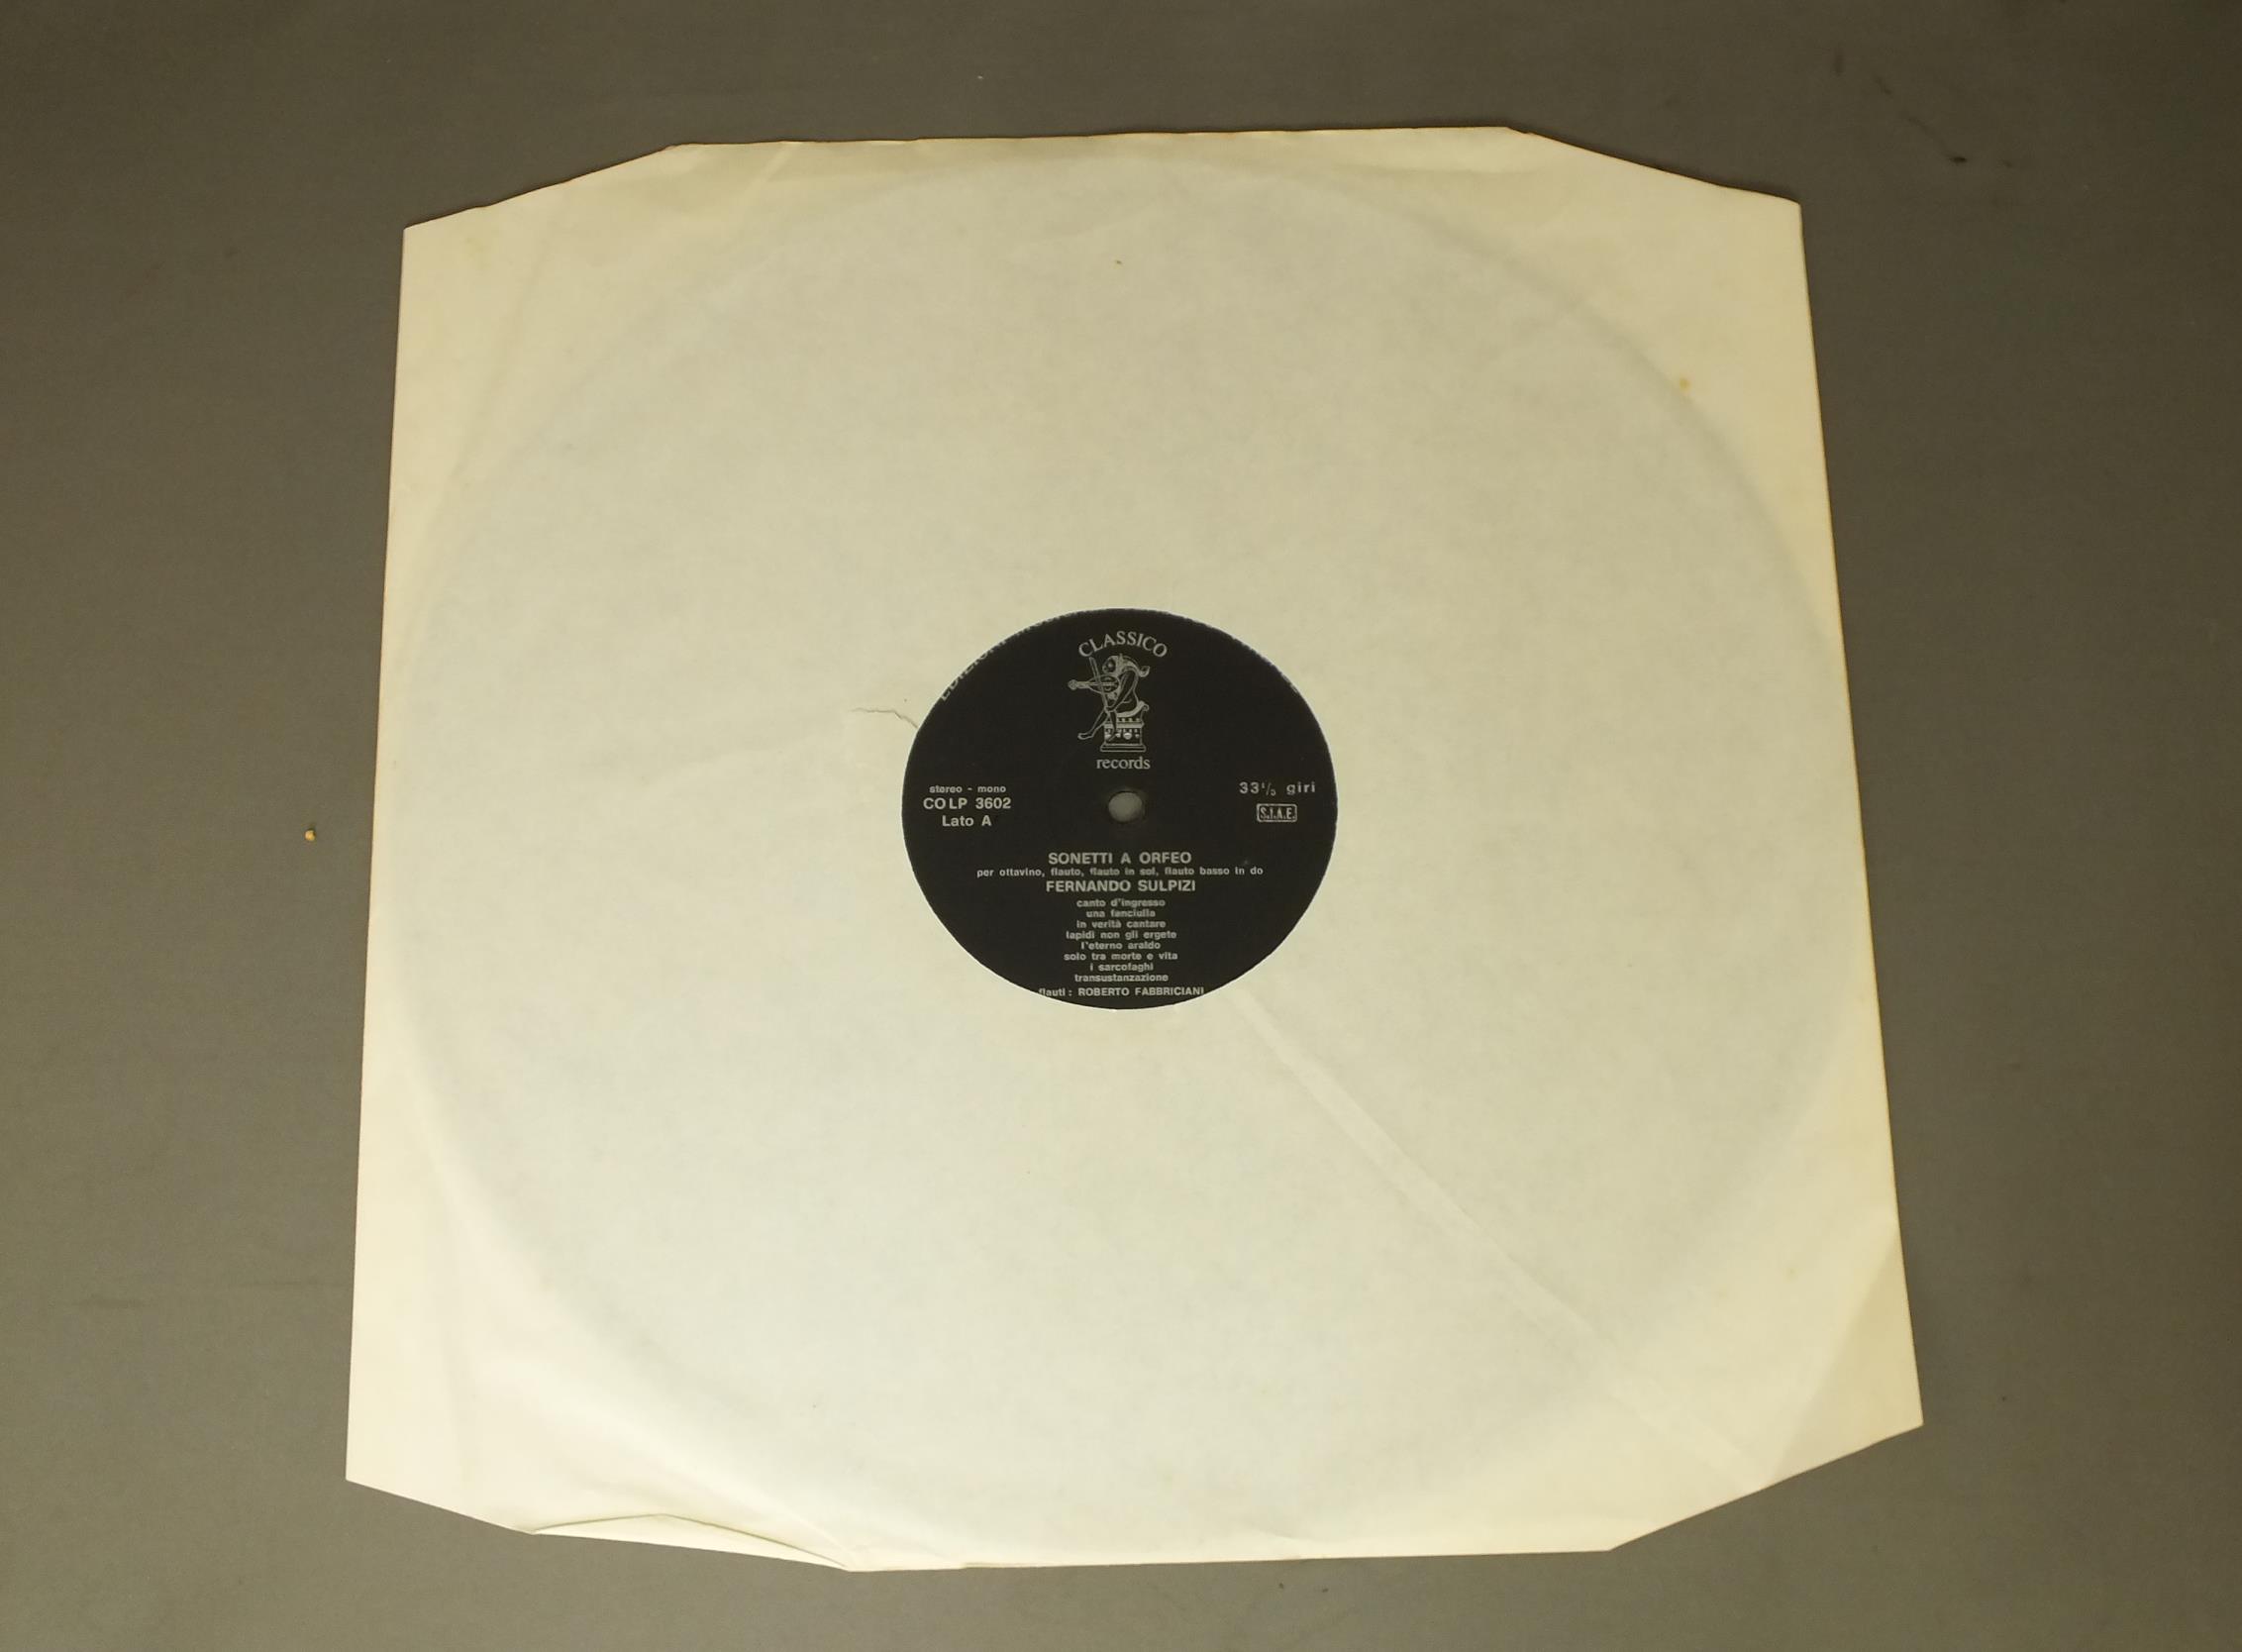 CLASSICO
records
stereo - mono
COLP 3602
Lato A
33 1/3 giri
S.I.A.E.
SONETTI A ORFEO
per ottavino, flauto, flauto in sol, flauto basso in do
FERNANDO SULPIZI
canto d'ingresso
una fanciulla
in verità cantare
lapidi non gli ergete
l'eterno araldo
solo tra morte e vita
i sarcofaghi
transustanzazione
flauti : ROBERTO FABBRICIANI